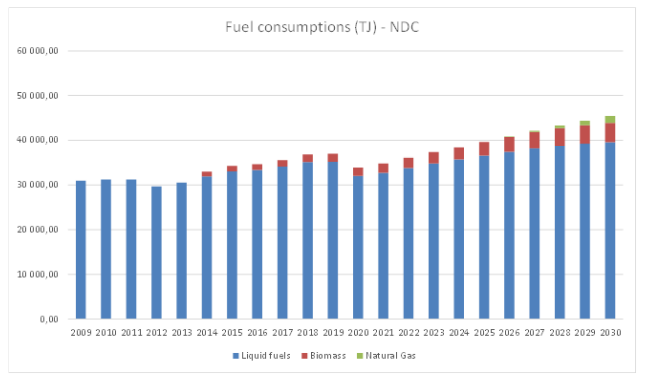 Fuel consumptions (TJ) - NDC
60 000,00
50 000,00
40 000,00
30 000,00
20 000,00
10 000,00
0,00
2009 2010 2011 2012 2013 2014 2015 2016 2017 2018 2019 2020 2021 2022 2023 2024 2025 2026 2027 2028 2029 2030
Liquid fuels Biomass Natural Gas